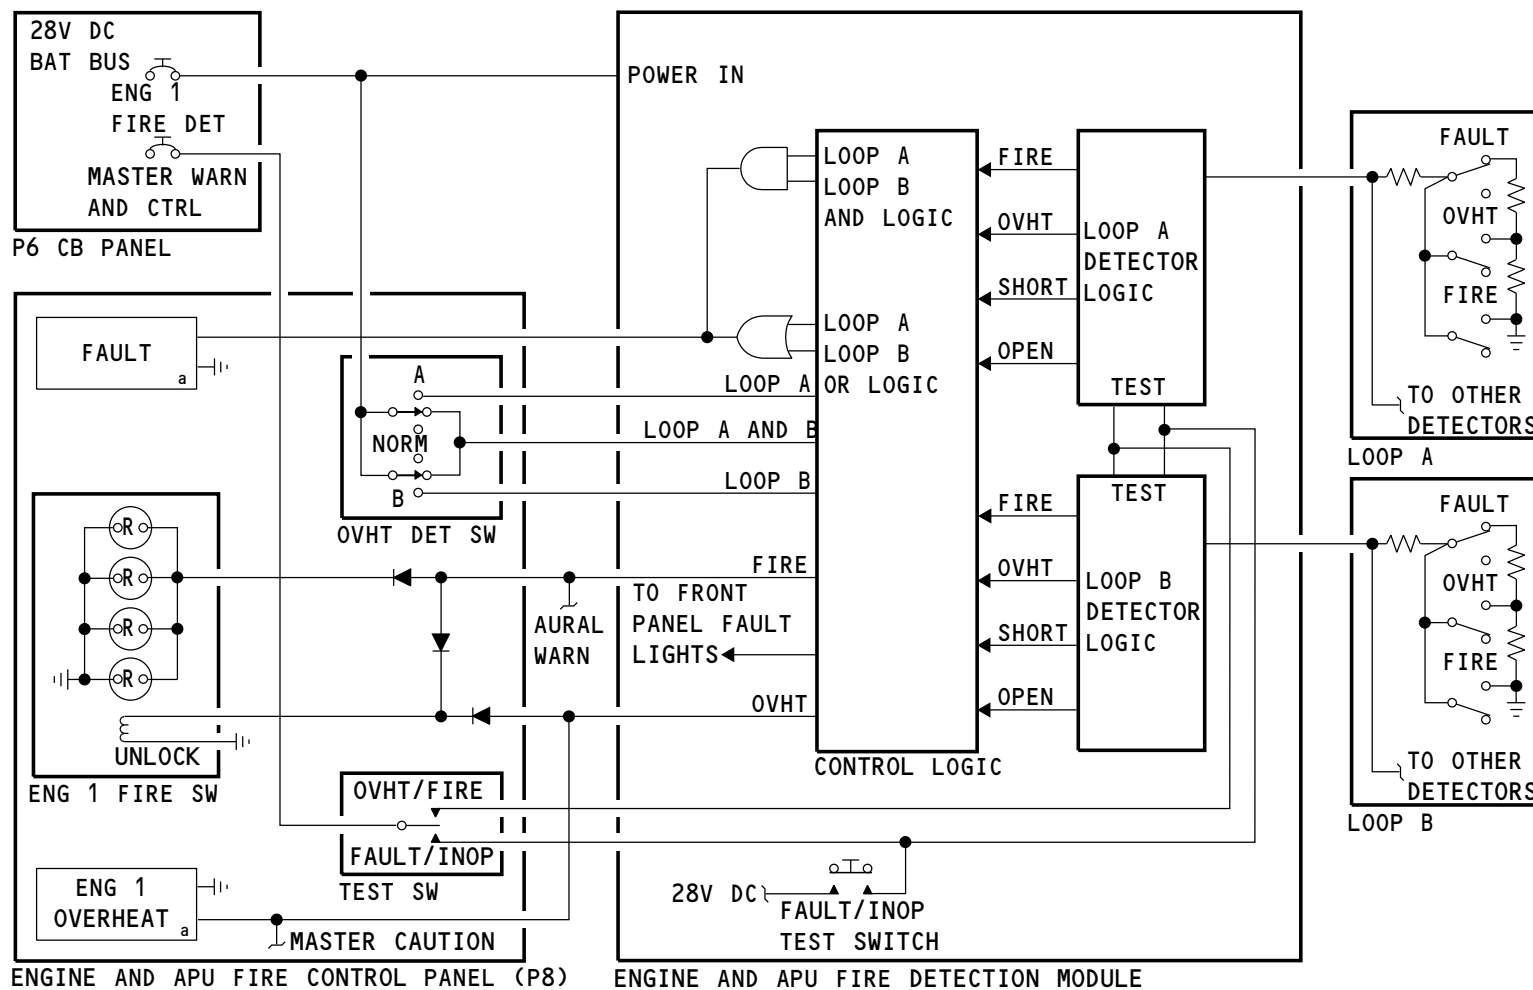 28V DC
BAT BUS
ENG 1
FIRE DET
MASTER WARN
AND CTRL
P6 CB PANEL
FAULT
a
A
NORM
B
OVHT DET SW
R
R
R
R
UNLOCK
ENG 1 FIRE SW
OVHT/FIRE
FAULT/INOP
TEST SW
ENG 1
OVERHEAT
a
MASTER CAUTION
AURAL
WARN
ENGINE AND APU FIRE CONTROL PANEL (P8)
POWER IN
LOOP A
LOOP B
AND LOGIC
LOOP A
LOOP B
OR LOGIC
LOOP A
LOOP A AND B
LOOP B
FIRE
TO FRONT
PANEL FAULT
LIGHTS
OVHT
CONTROL LOGIC
FIRE
OVHT
SHORT
OPEN
LOOP A
DETECTOR
LOGIC
TEST
TEST
FIRE
OVHT
SHORT
OPEN
LOOP B
DETECTOR
LOGIC
28V DC
FAULT/INOP
TEST SWITCH
ENGINE AND APU FIRE DETECTION MODULE
FAULT
OVHT
FIRE
TO OTHER
DETECTORS
LOOP A
FAULT
OVHT
FIRE
TO OTHER
DETECTORS
LOOP B